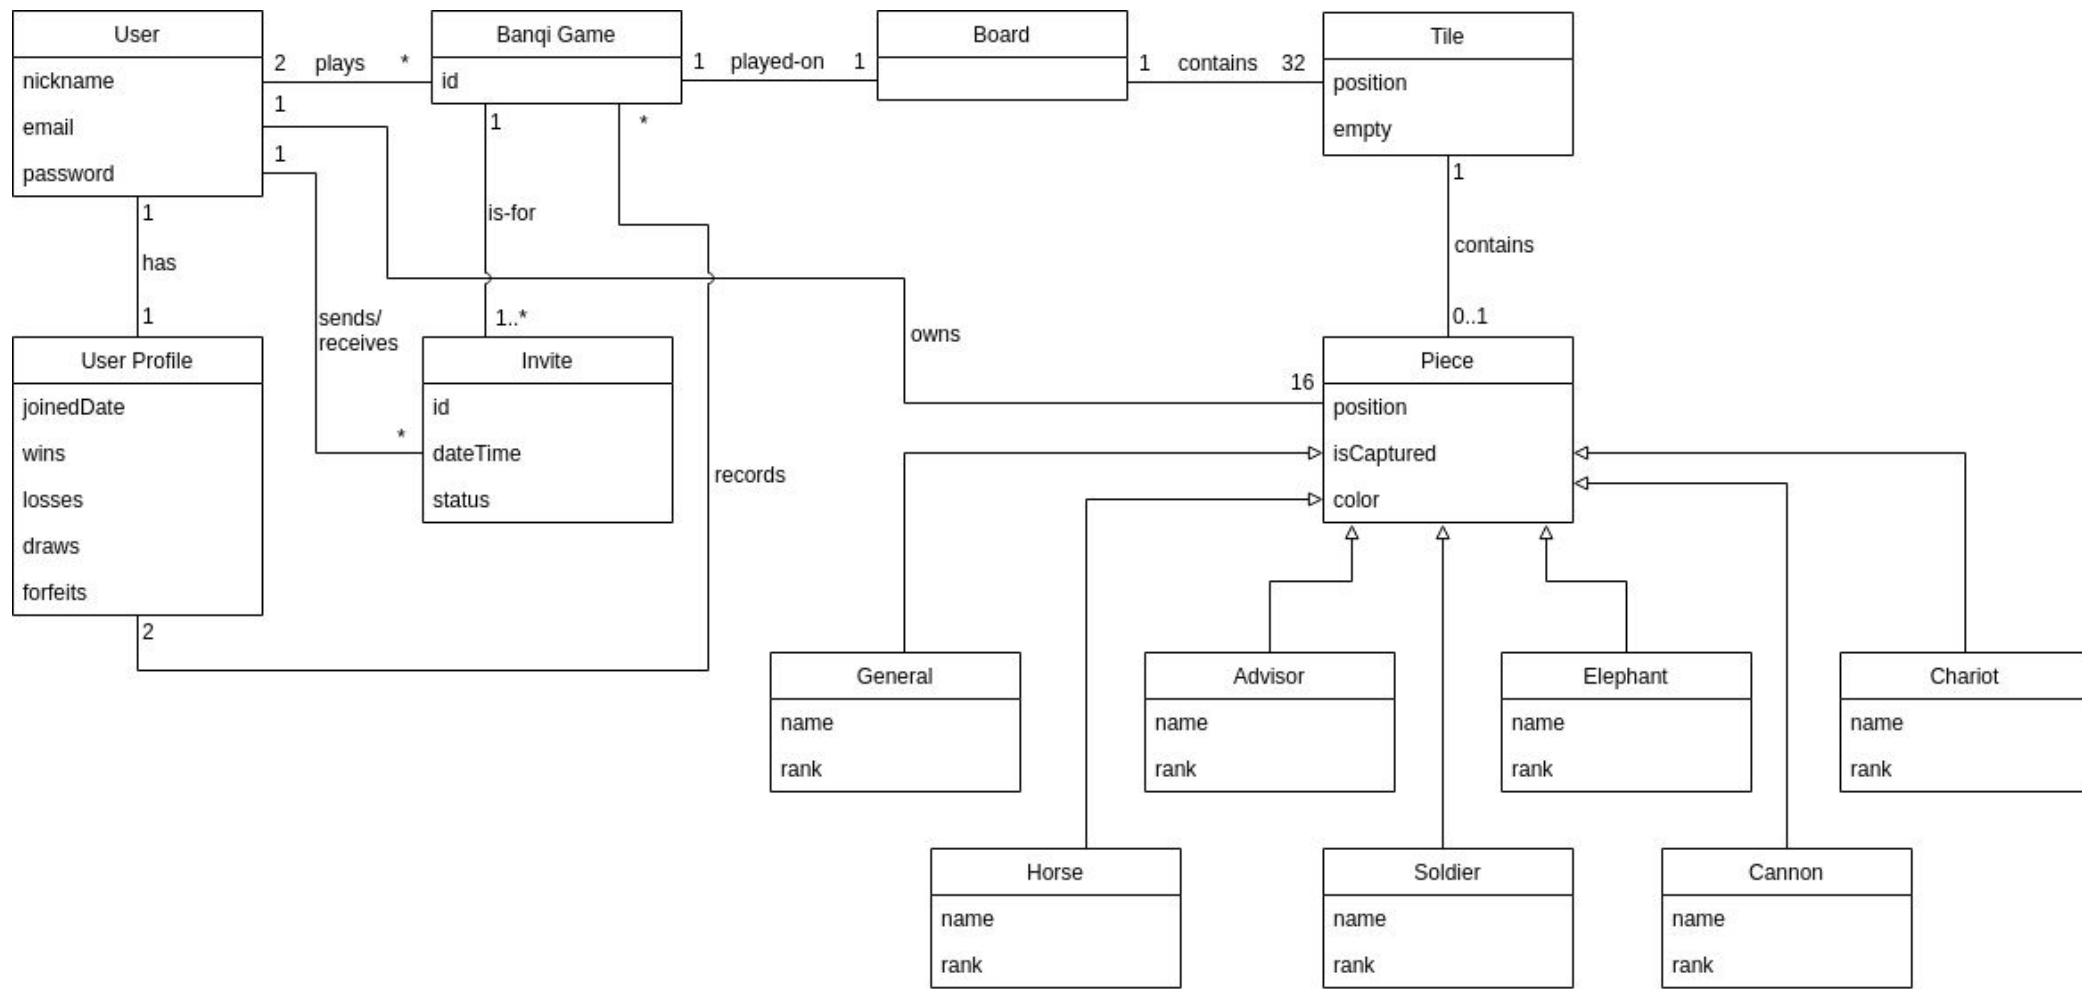 User
nickname
email
password
2 plays *
Banqi Game
id
1 played-on 1
Board
1 contains 32
Tile
position
empty
1
1
1
has
1
sends/
receives
*
1
is-for
1..*
*
records
owns
16
1
contains
0..1
User Profile
joinedDate
wins
losses
draws
forfeits
2
Invite
id
dateTime
status
Piece
position
isCaptured
color
General
name
rank
Advisor
name
rank
Elephant
name
rank
Chariot
name
rank
Horse
name
rank
Soldier
name
rank
Cannon
name
rank